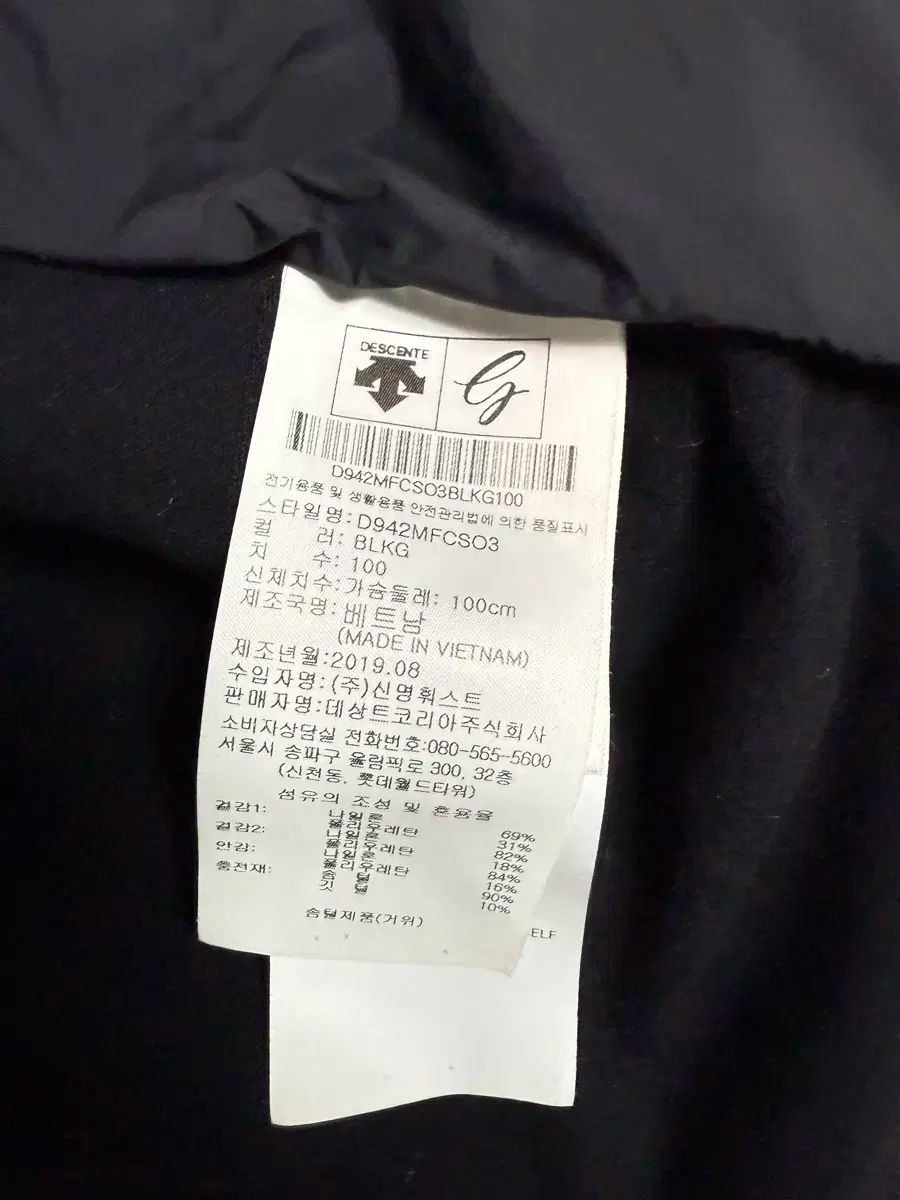 DESCENTE
G
D942MFCSO3BLKG100
전기용품 및 생활용품 안전관리법에 의한 품질표시
스타일명: D942MFCSO3
컬 러: BLKG
치 수: 100
신체치수: 가슴둘레: 100cm
제조국명: 베트남
(MADE IN VIETNAM)
제조년월:2019.08
수입자명: (주)신명훠스트
판매자명: 데상트코리아주식회사
소비자상담실 전화번호:080-565-5600
서울시 송파구 올림픽로 300, 32층
(신천동, 롯데월드타워)
섬유의 조성 및 혼용율
겉감1: 나일론 69%
폴리우레탄 31%
겉감2: 나일론 82%
폴리우레탄 18%
안감: 나일론 84%
폴리우레탄 16%
충전재: 솜털 90%
깃털 10%
솜털제품(거위)
ELF